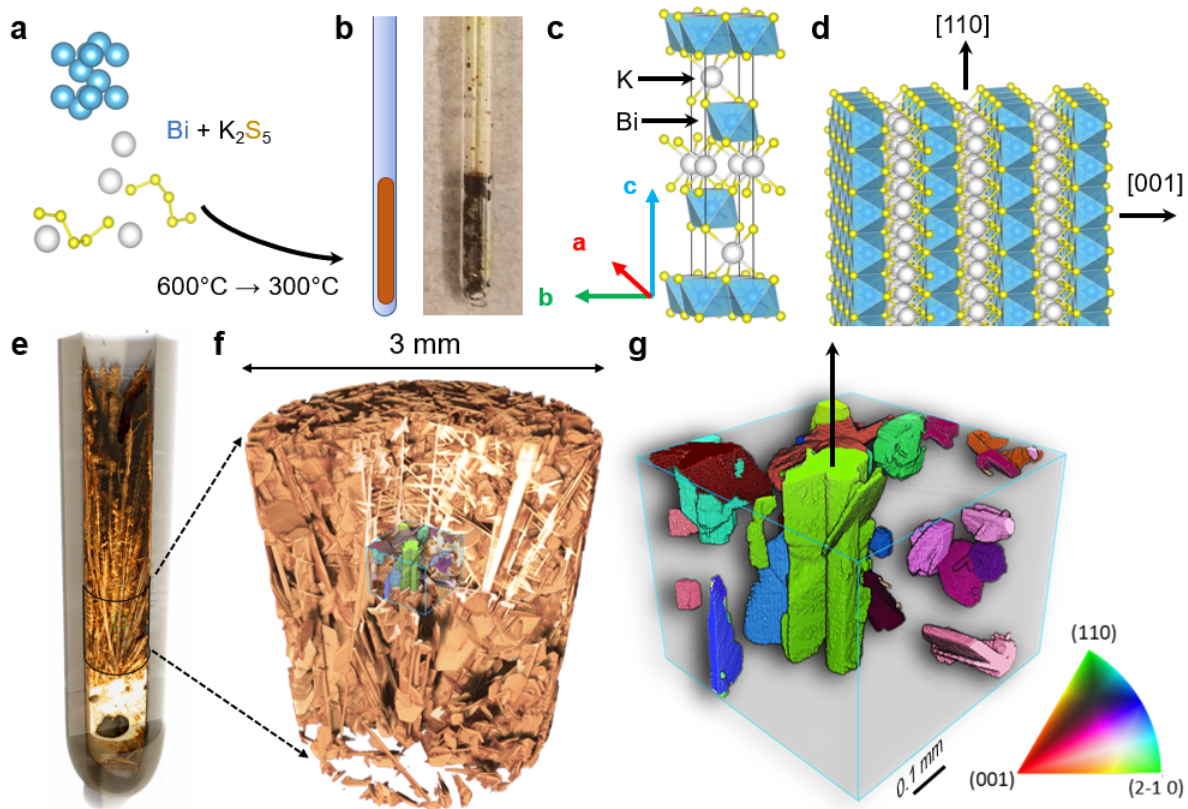 a
b
c
d
[110]
K
Bi + K₂S₅
Bi
[001]
c
a
b
600°C → 300°C
e
f
3 mm
g
(110)
0.1 mm
(001)
(2-1 0)